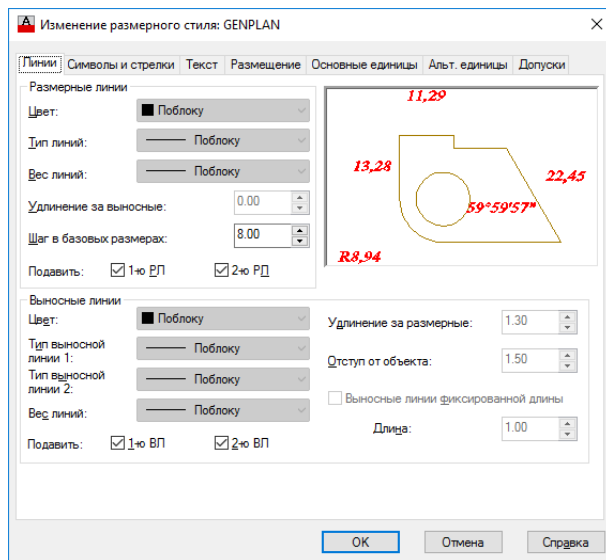 Изменение размерного стиля: GENPLAN
Линии Символы и стрелки Текст Размещение Основные единицы Альт. единицы Допуски
Размерные линии
Цвет: Поблоку
Тип линий: Поблоку
Вес линий: Поблоку
Удлинение за выносные: 0.00
Шаг в базовых размерах: 8.00
Подавить: 1-ю РЛ 2-ю РЛ
11,29
13,28
22,45
59°59'57"
R8,94
Выносные линии
Цвет: Поблоку
Тип выносной линии 1: Поблоку
Тип выносной линии 2: Поблоку
Вес линий: Поблоку
Подавить: 1-ю ВЛ 2-ю ВЛ
Удлинение за размерные: 1.30
Отступ от объекта: 1.50
Выносные линии фиксированной длины
Длина: 1.00
OK Отмена Справка